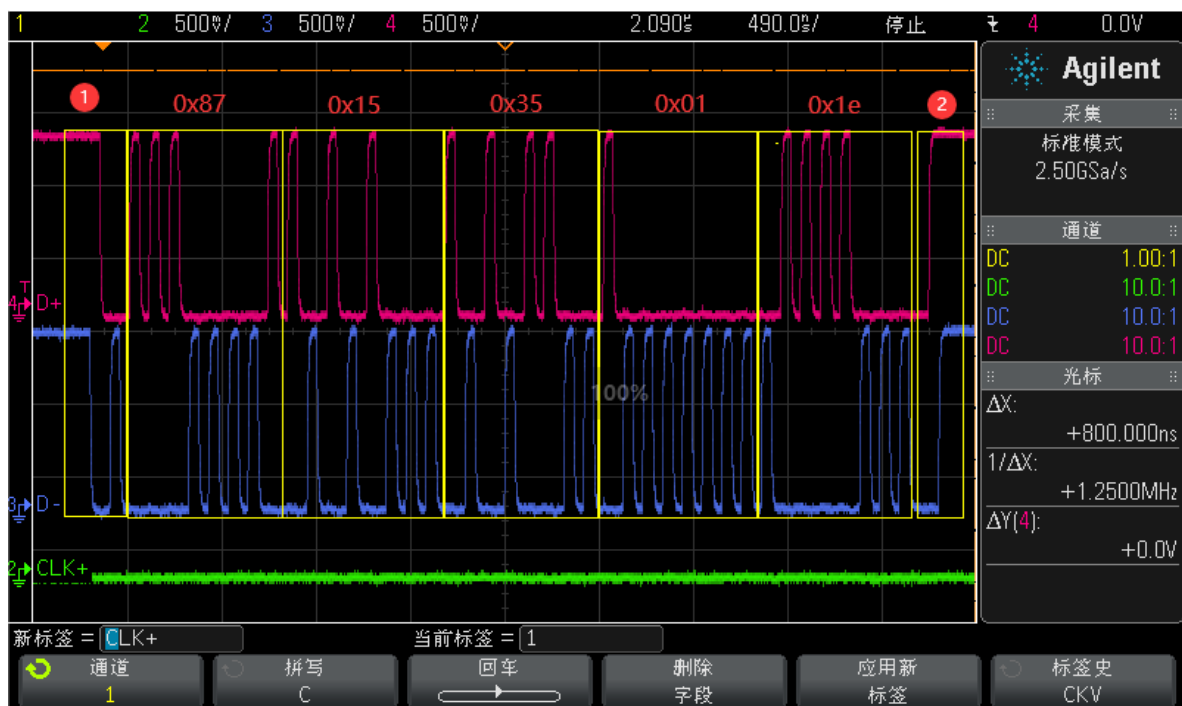 1 2 500㎷/ 3 500㎷/ 4 500㎷/ 2.090㎲ 490.0㎱/ 停止 4 0.0V
Agilent
采集
标准模式
2.50GSa/s
通道
DC 1.00:1
DC 10.0:1
DC 10.0:1
DC 10.0:1
光标
ΔX:
+800.000ns
1/ΔX:
+1.2500MHz
ΔY(4):
+0.0V
1 0x87 0x15 0x35 0x01 0x1e 2
T
4 D+
100%
3 D-
2 CLK+
新标签 = CLK+ 当前标签 = 1
通道 拼写 回车 删除 应用新 标签史
1 C 字段 标签 CKV